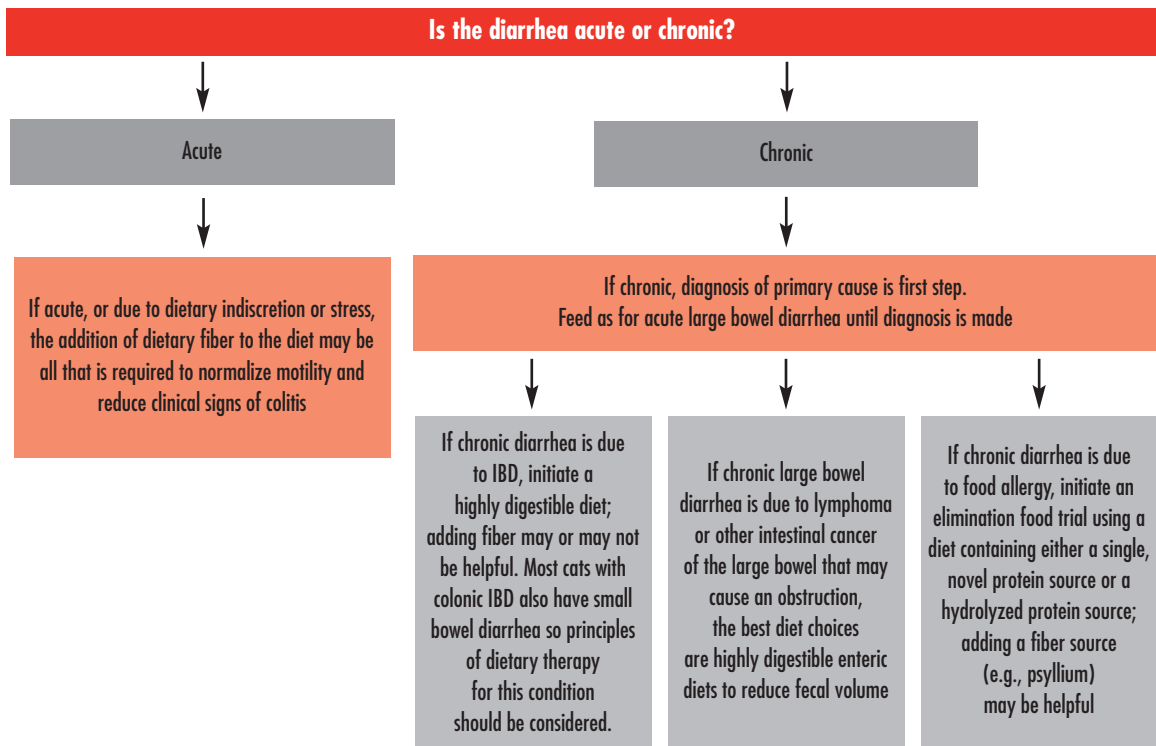 Is the diarrhea acute or chronic?
Acute
Chronic
If acute, or due to dietary indiscretion or stress,
the addition of dietary fiber to the diet may be
all that is required to normalize motility and
reduce clinical signs of colitis
If chronic, diagnosis of primary cause is first step.
Feed as for acute large bowel diarrhea until diagnosis is made
If chronic diarrhea is due
to IBD, initiate a
highly digestible diet;
adding fiber may or may not
be helpful. Most cats with
colonic IBD also have small
bowel diarrhea so principles
of dietary therapy
for this condition
should be considered.
If chronic large bowel
diarrhea is due to lymphoma
or other intestinal cancer
of the large bowel that may
cause an obstruction,
the best diet choices
are highly digestible enteric
diets to reduce fecal volume
If chronic diarrhea is due
to food allergy, initiate an
elimination food trial using a
diet containing either a single,
novel protein source or a
hydrolyzed protein source;
adding a fiber source
(e.g., psyllium)
may be helpful